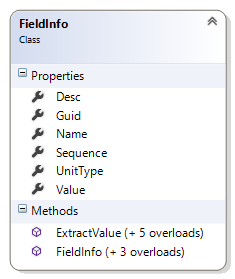 FieldInfo
Class
Properties
Desc
Guid
Name
Sequence
UnitType
Value
Methods
ExtractValue (+ 5 overloads)
FieldInfo (+ 3 overloads)